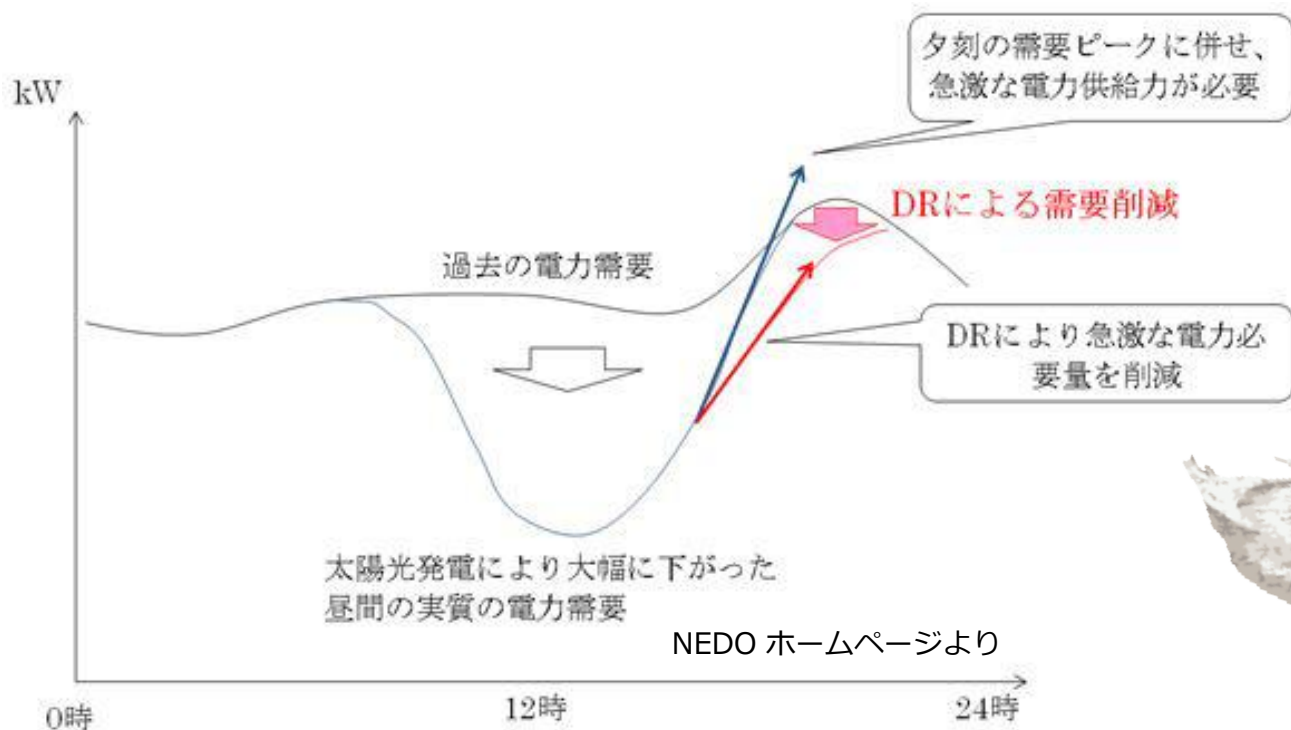 夕刻の需要ピークに併せ、
急激な電力供給力が必要
kW
DRによる需要削減
過去の電力需要
DRにより急激な電力必
要量を削減
太陽光発電により大幅に下がった
昼間の実質の電力需要
NEDO ホームページより
0時
12時
24時